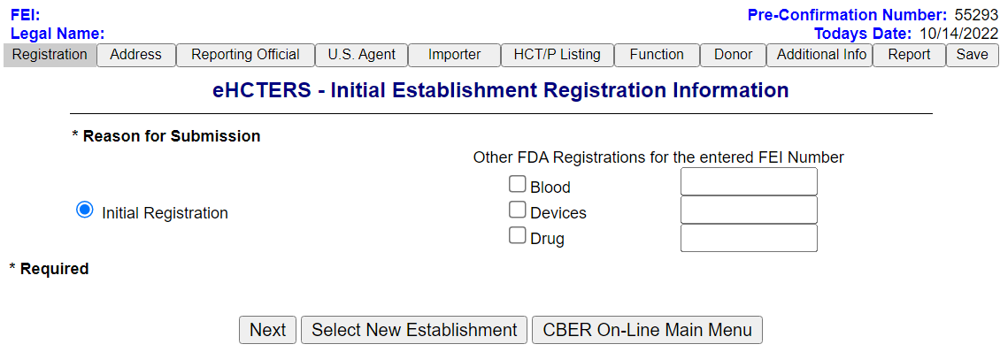 FEI: Pre-Confirmation Number: 55293
Legal Name: Todays Date: 10/14/2022
Registration Address Reporting Official U.S. Agent Importer HCT/P Listing Function Donor Additional Info Report Save
eHCTERS - Initial Establishment Registration Information
* Reason for Submission
Other FDA Registrations for the entered FEI Number
Blood
Initial Registration Devices
Drug
* Required
Next Select New Establishment CBER On-Line Main Menu